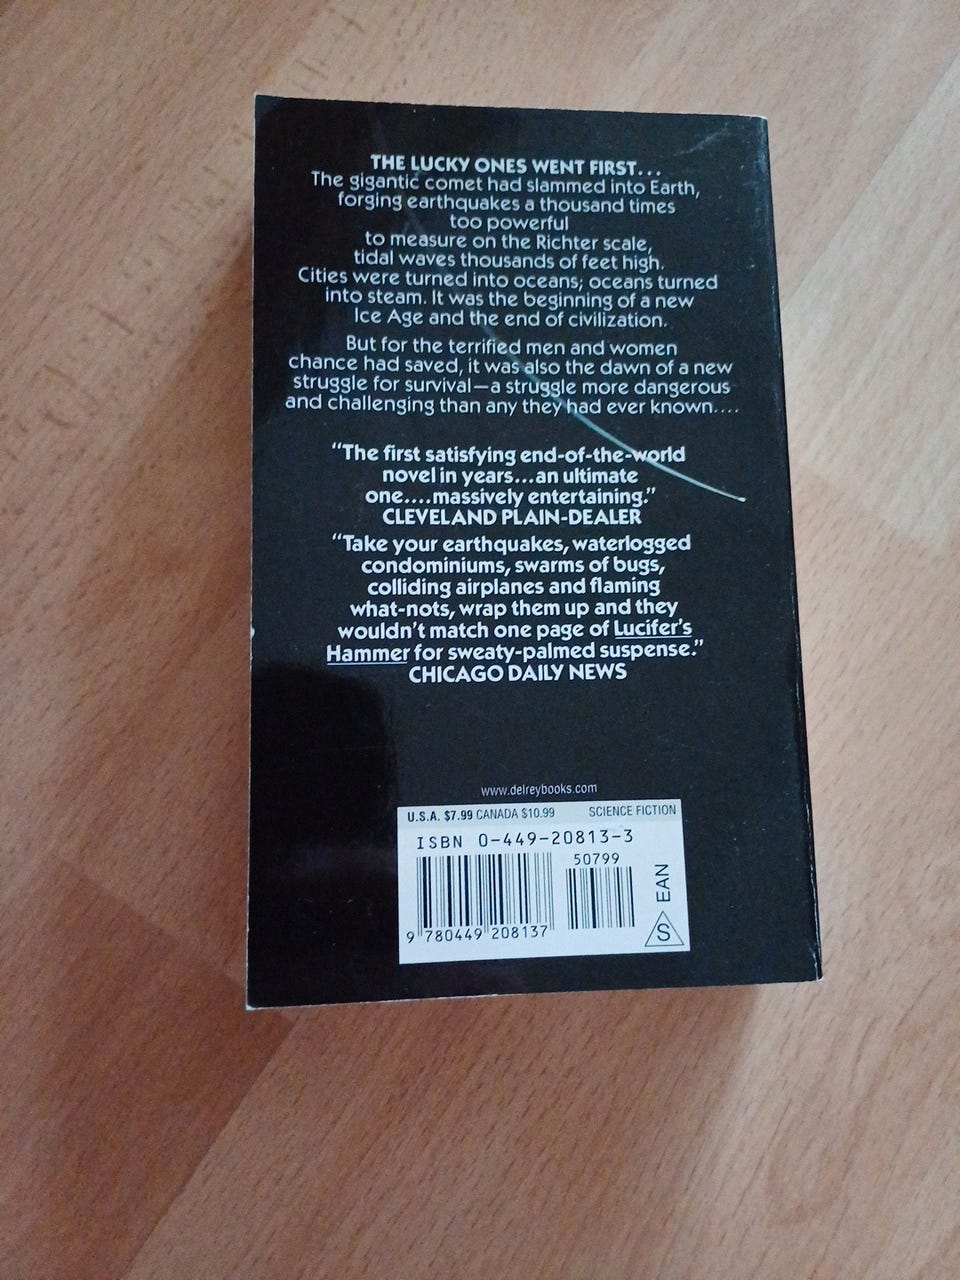 THE LUCKY ONES WENT FIRST...
The gigantic comet had slammed into Earth,
forging earthquakes a thousand times
too powerful
to measure on the Richter scale,
tidal waves thousands of feet high.
Cities were turned into oceans; oceans turned
into steam. It was the beginning of a new
Ice Age and the end of civilization.
But for the terrified men and women
chance had saved, it was also the dawn of a new
struggle for survival—a struggle more dangerous
and challenging than any they had ever known....
“The first satisfying end-of-the-world
novel in years...an ultimate
one....massively entertaining.”
CLEVELAND PLAIN-DEALER
“Take your earthquakes, waterlogged
condominiums, swarms of bugs,
colliding airplanes and flaming
what-nots, wrap them up and they
wouldn't match one page of Lucifer's
Hammer for sweaty-palmed suspense.”
CHICAGO DAILY NEWS
www.delreybooks.com
U.S.A. $7.99 CANADA $10.99 SCIENCE FICTION
ISBN 0-449-20813-3
50799
9 780449 208137
EAN
S